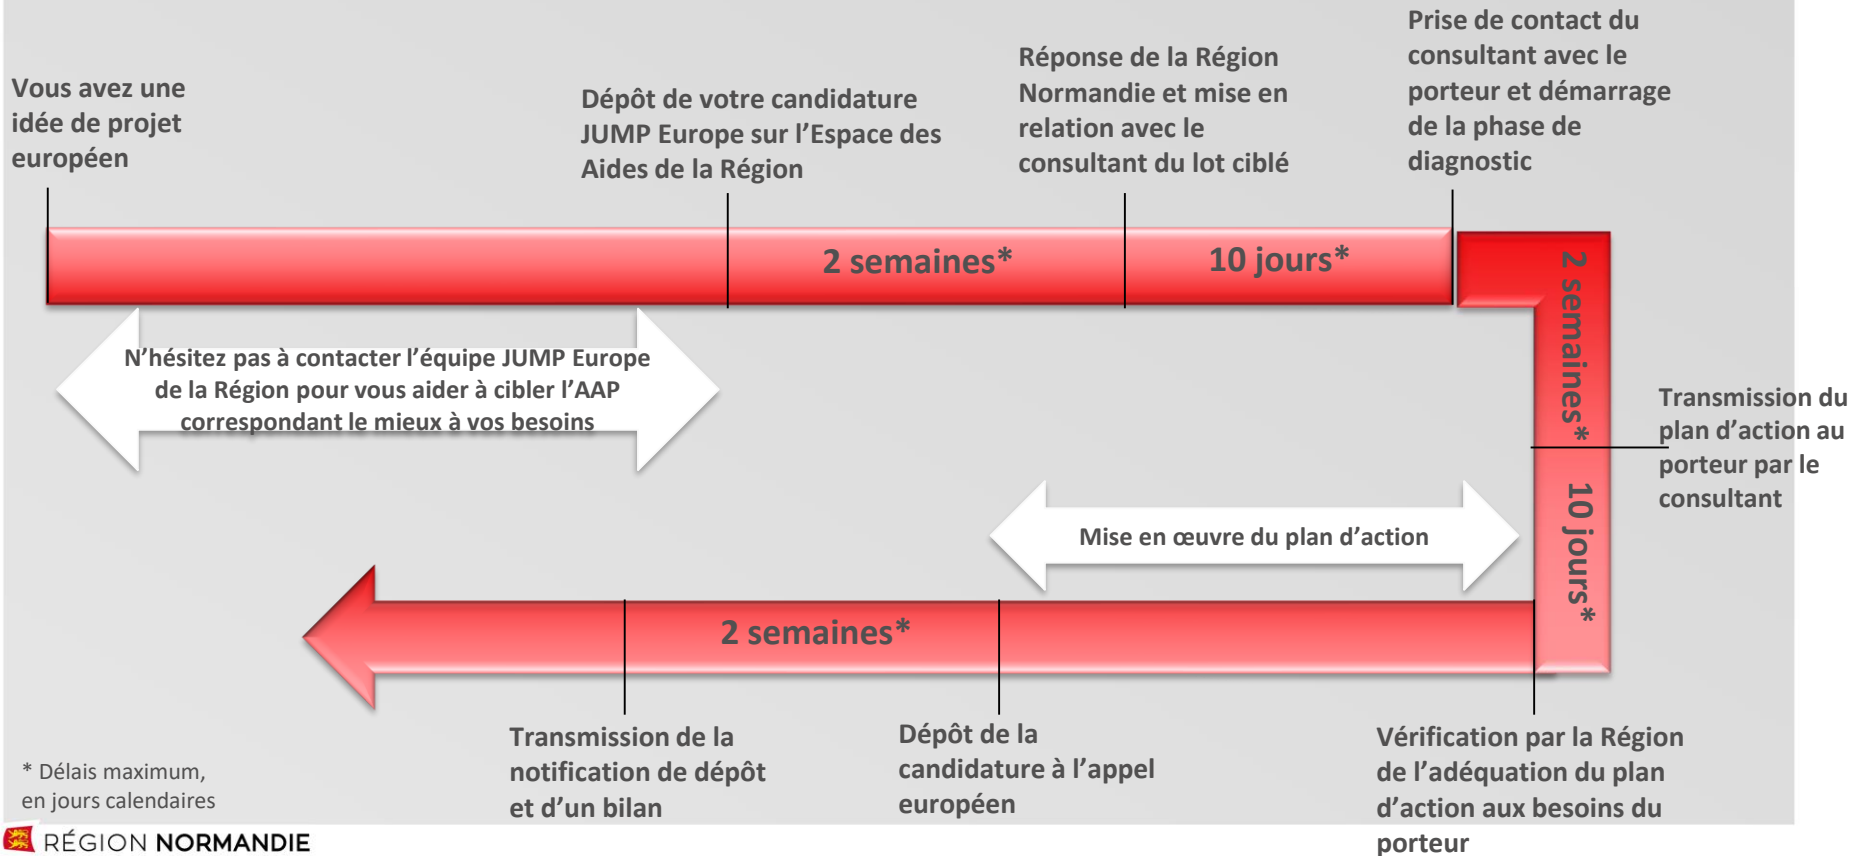 Vous avez une
idée de projet
européen
Dépôt de votre candidature
JUMP Europe sur l’Espace des
Aides de la Région
Réponse de la Région
Normandie et mise en
relation avec le
consultant du lot ciblé
Prise de contact du
consultant avec le
porteur et démarrage
de la phase de
diagnostic
2 semaines*
10 jours*
2 semaines*
10 jours*
N’hésitez pas à contacter l’équipe JUMP Europe
de la Région pour vous aider à cibler l’AAP
correspondant le mieux à vos besoins
Transmission du
plan d’action au
porteur par le
consultant
Mise en œuvre du plan d’action
2 semaines*
Transmission de la
notification de dépôt
et d’un bilan
Dépôt de la
candidature à l’appel
européen
Vérification par la Région
de l’adéquation du plan
d’action aux besoins du
porteur
* Délais maximum,
en jours calendaires
RÉGION NORMANDIE